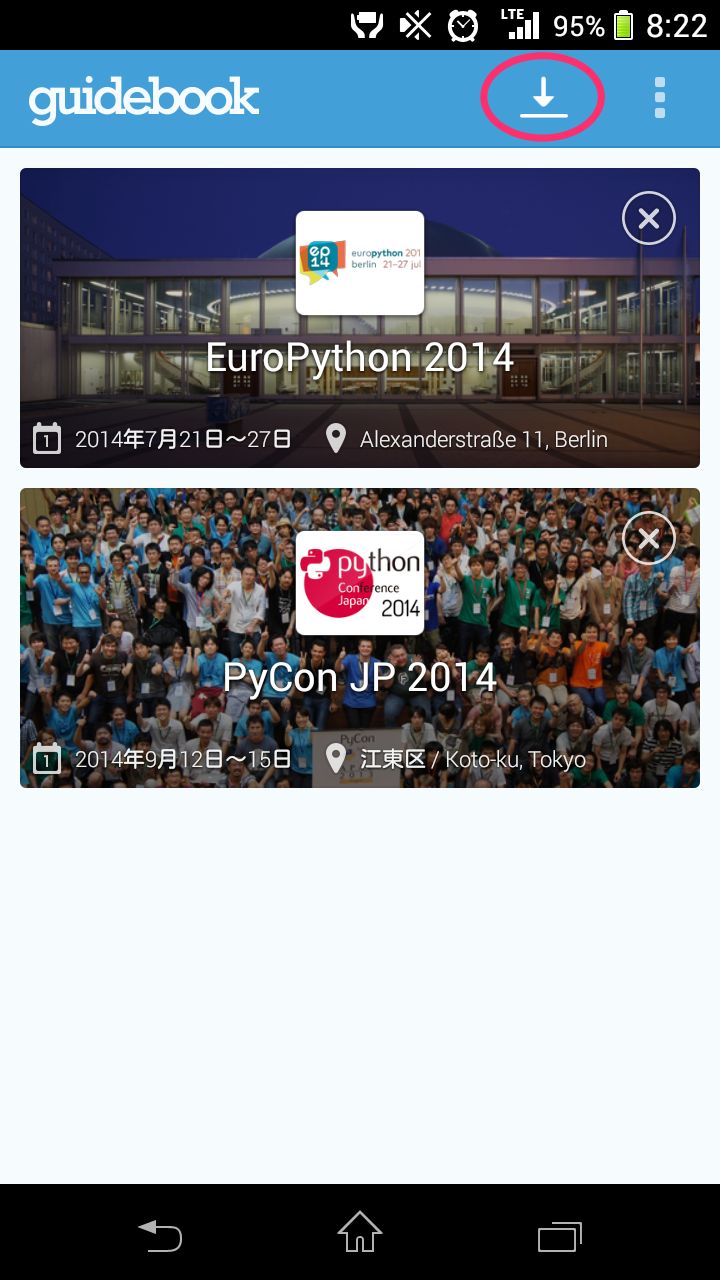 LTE
95%
8:22
guidebook
ep
14
europython 201
berlin 21–27 jul
EuroPython 2014
1
2014年7月21日〜27日
Alexanderstraße 11, Berlin
python
Conference
Japan
2014
PyCon JP 2014
PyCon
2013
1
2014年9月12日〜15日
江東区 / Koto-ku, Tokyo